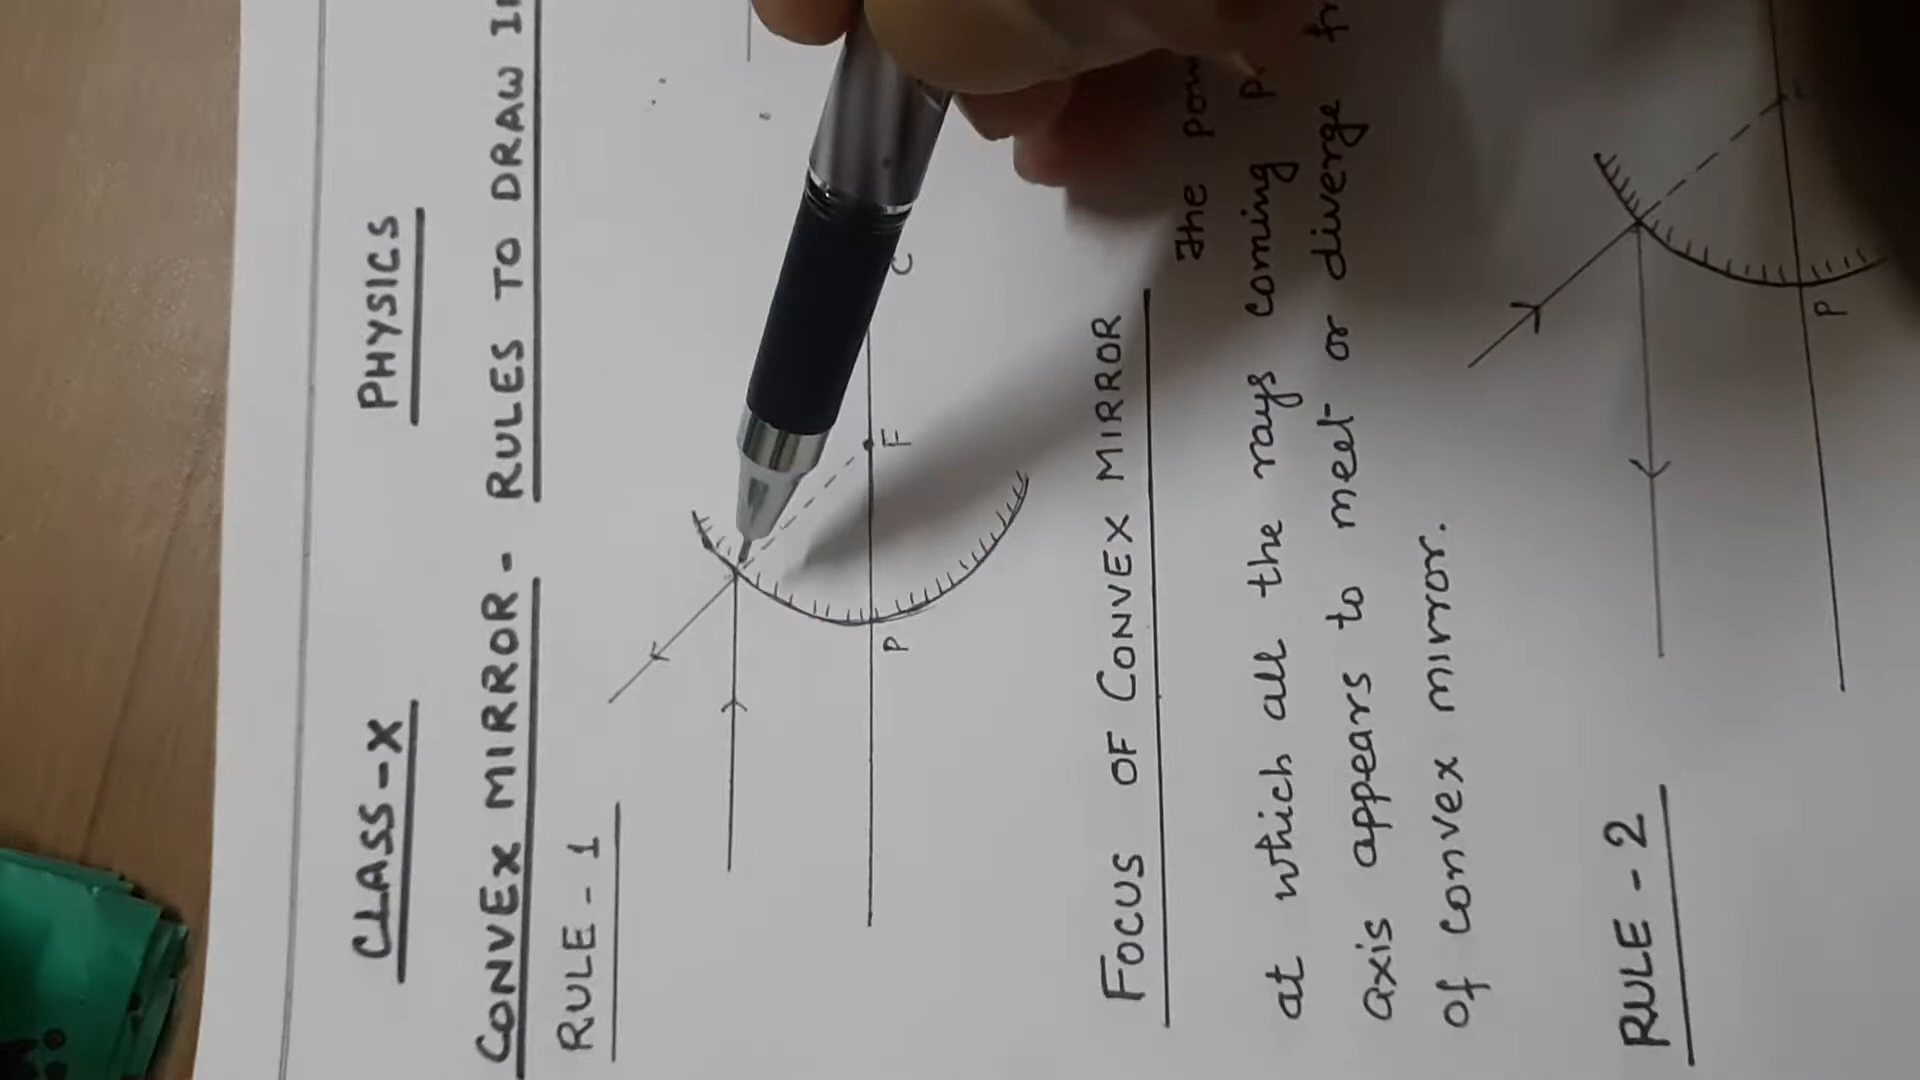 CLASS-X PHYSICS
CONVEX MIRROR - RULES TO DRAW
RULE - 1
P F C
FOCUS OF CONVEX MIRROR
The
at which all the rays coming
axis appears to meet or diverge
of convex mirror.
RULE - 2
P